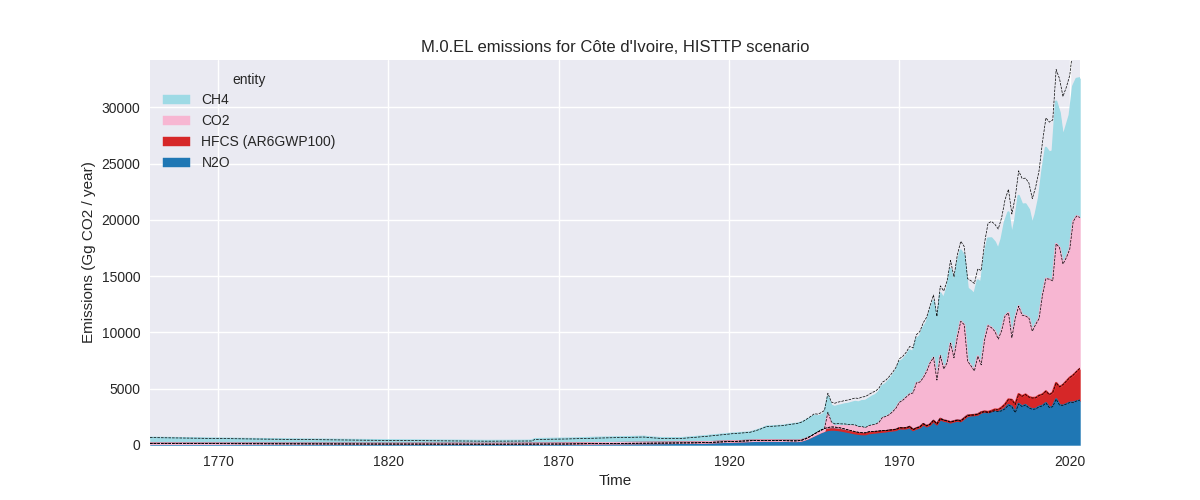 M.0.EL emissions for Côte d'Ivoire, HISTTP scenario
entity
CH4
CO2
HFCS (AR6GWP100)
N2O
Emissions (Gg CO2 / year)
30000
25000
20000
15000
10000
5000
0
1770
1820
1870
1920
1970
2020
Time